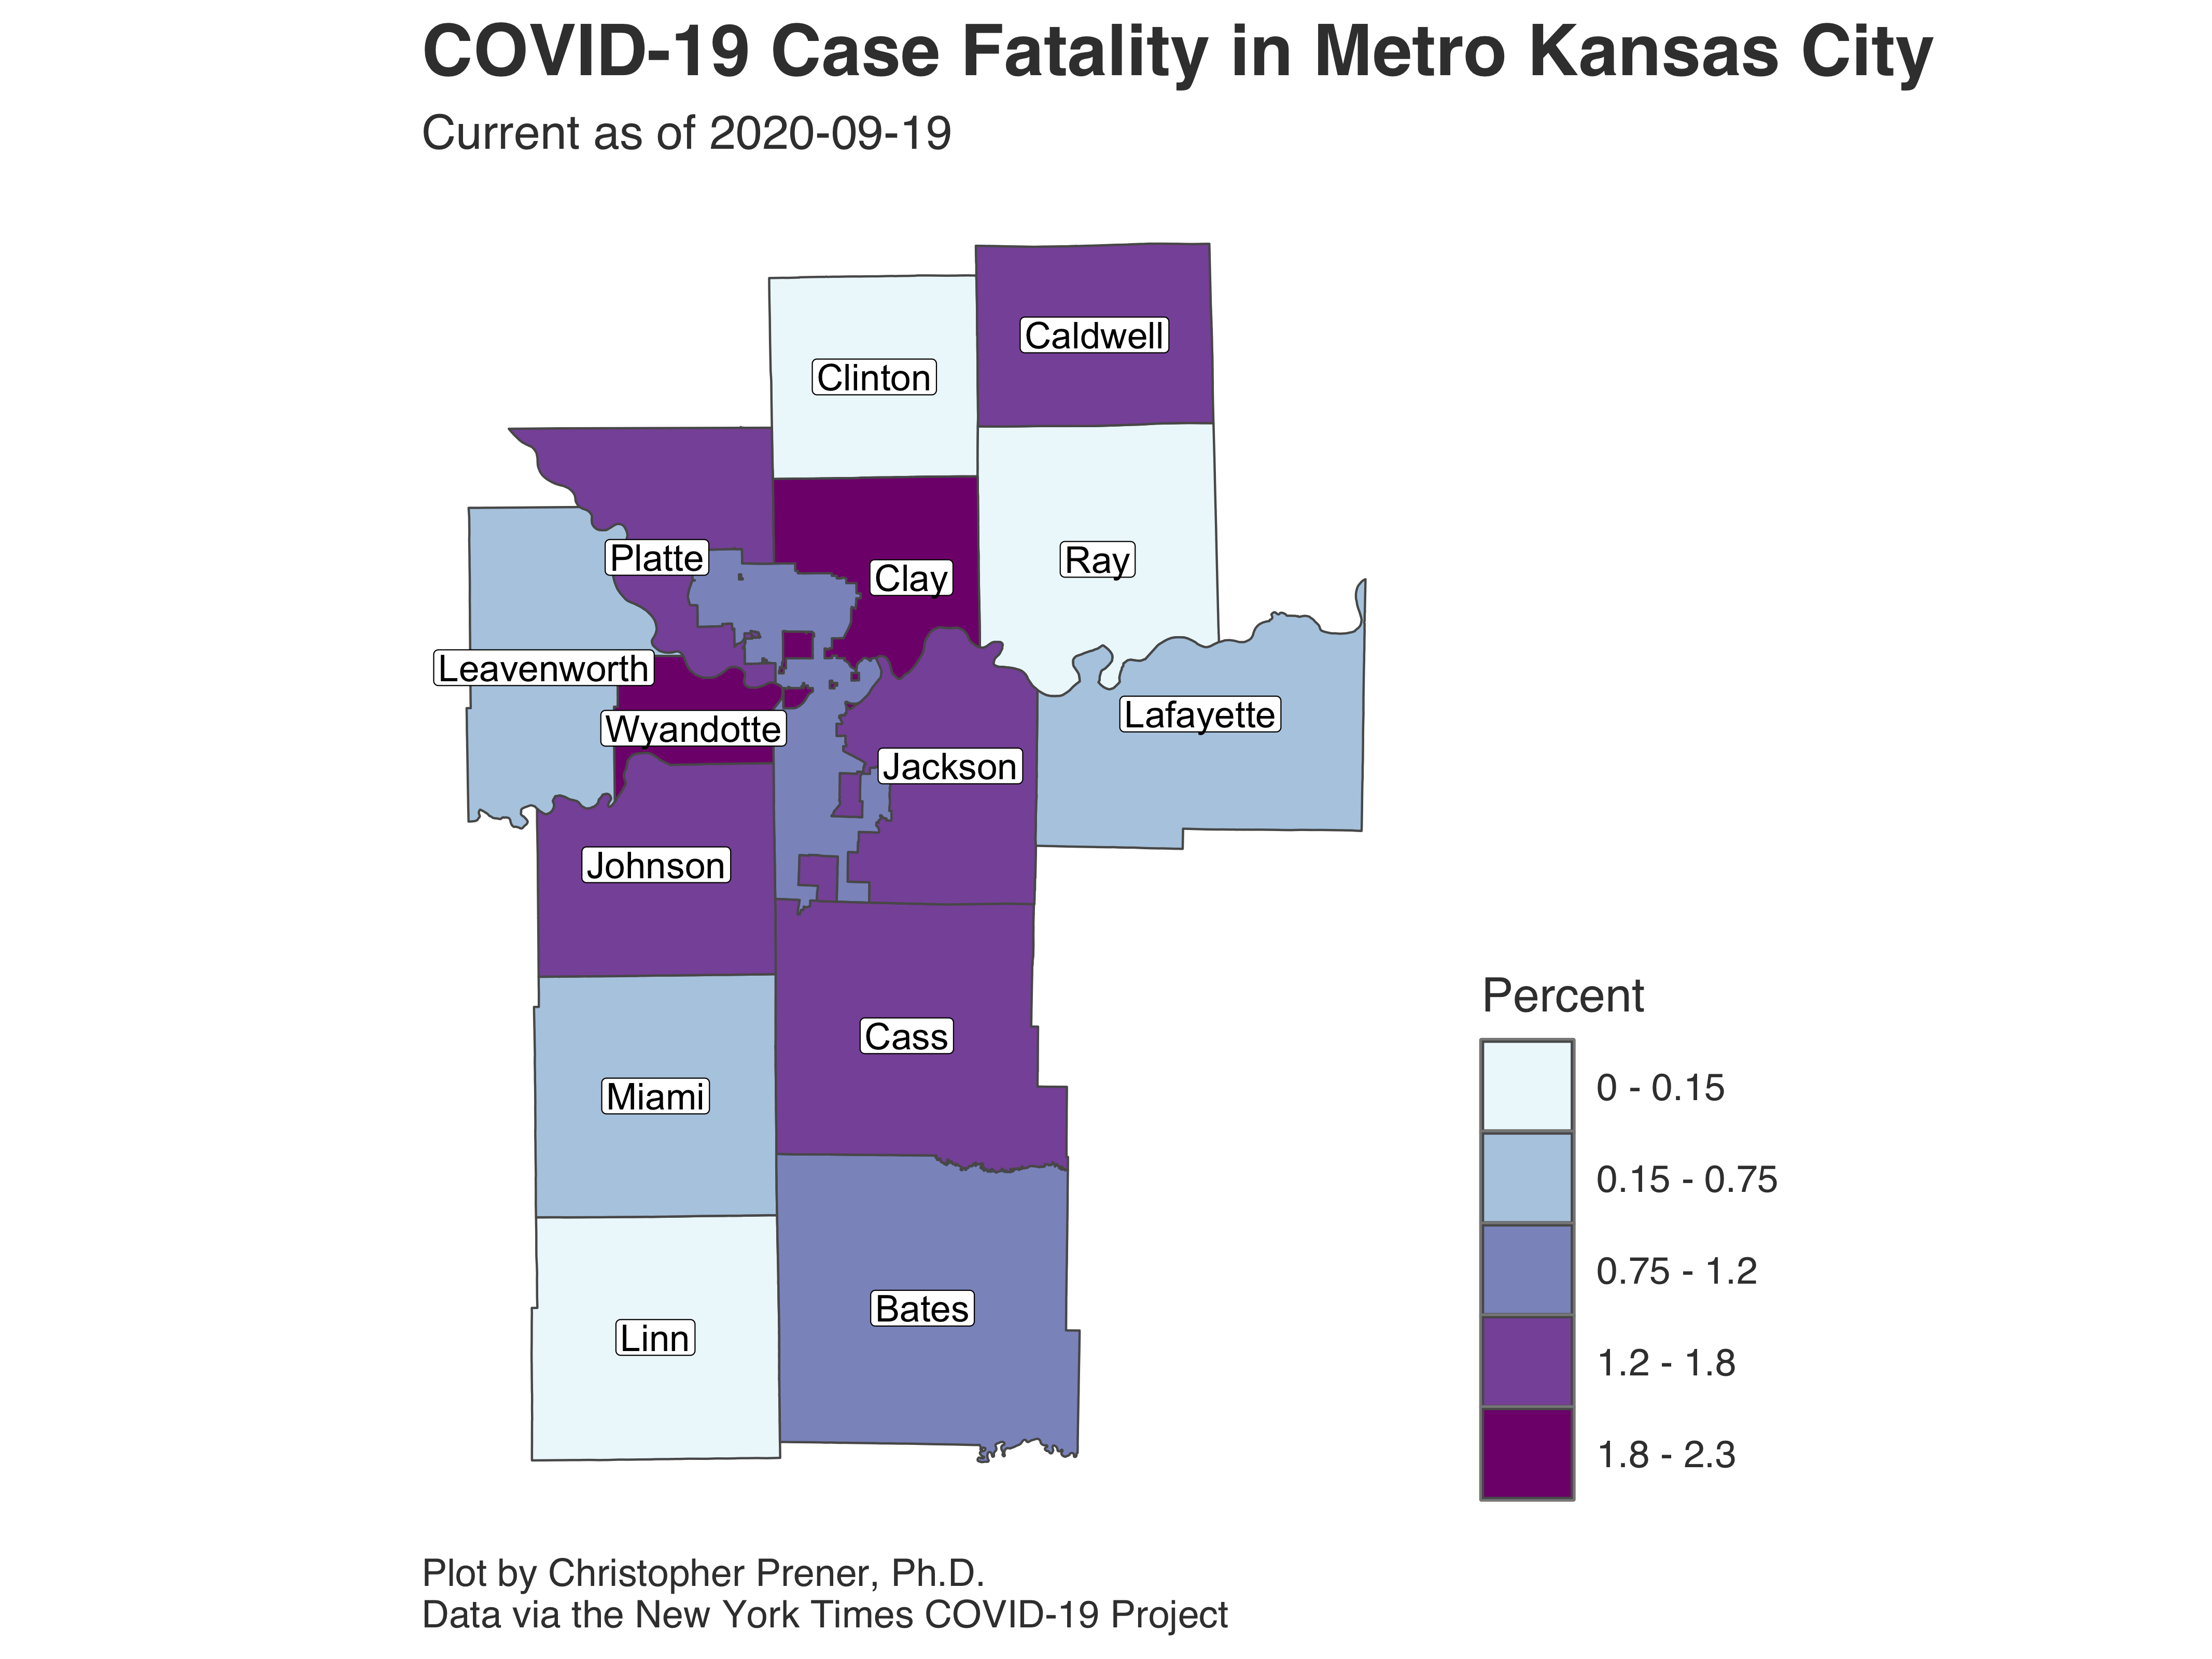 COVID-19 Case Fatality in Metro Kansas City
Current as of 2020-09-19
Caldwell
Clinton
Platte
Clay
Ray
Leavenworth
Wyandotte
Lafayette
Jackson
Johnson
Cass
Miami
Bates
Linn
Percent
0 - 0.15
0.15 - 0.75
0.75 - 1.2
1.2 - 1.8
1.8 - 2.3
Plot by Christopher Prener, Ph.D.
Data via the New York Times COVID-19 Project